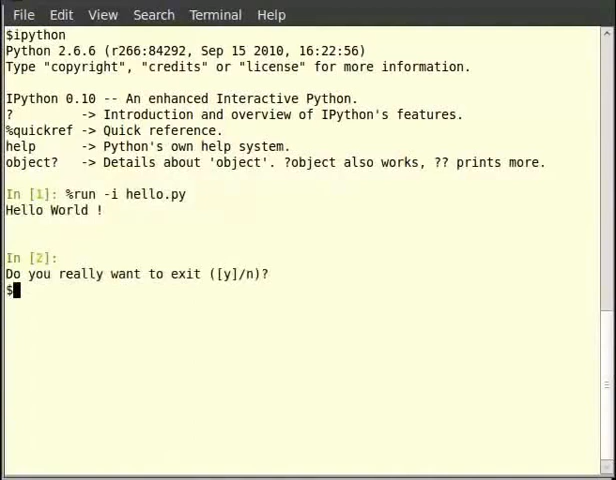 File Edit View Search Terminal Help
$ipython
Python 2.6.6 (r266:84292, Sep 15 2010, 16:22:56)
Type "copyright", "credits" or "license" for more information.
IPython 0.10 -- An enhanced Interactive Python.
?         -> Introduction and overview of IPython's features.
%quickref -> Quick reference.
help      -> Python's own help system.
object?   -> Details about 'object'. ?object also works, ?? prints more.
In [1]: %run -i hello.py
Hello World !
In [2]:
Do you really want to exit ([y]/n)?
$